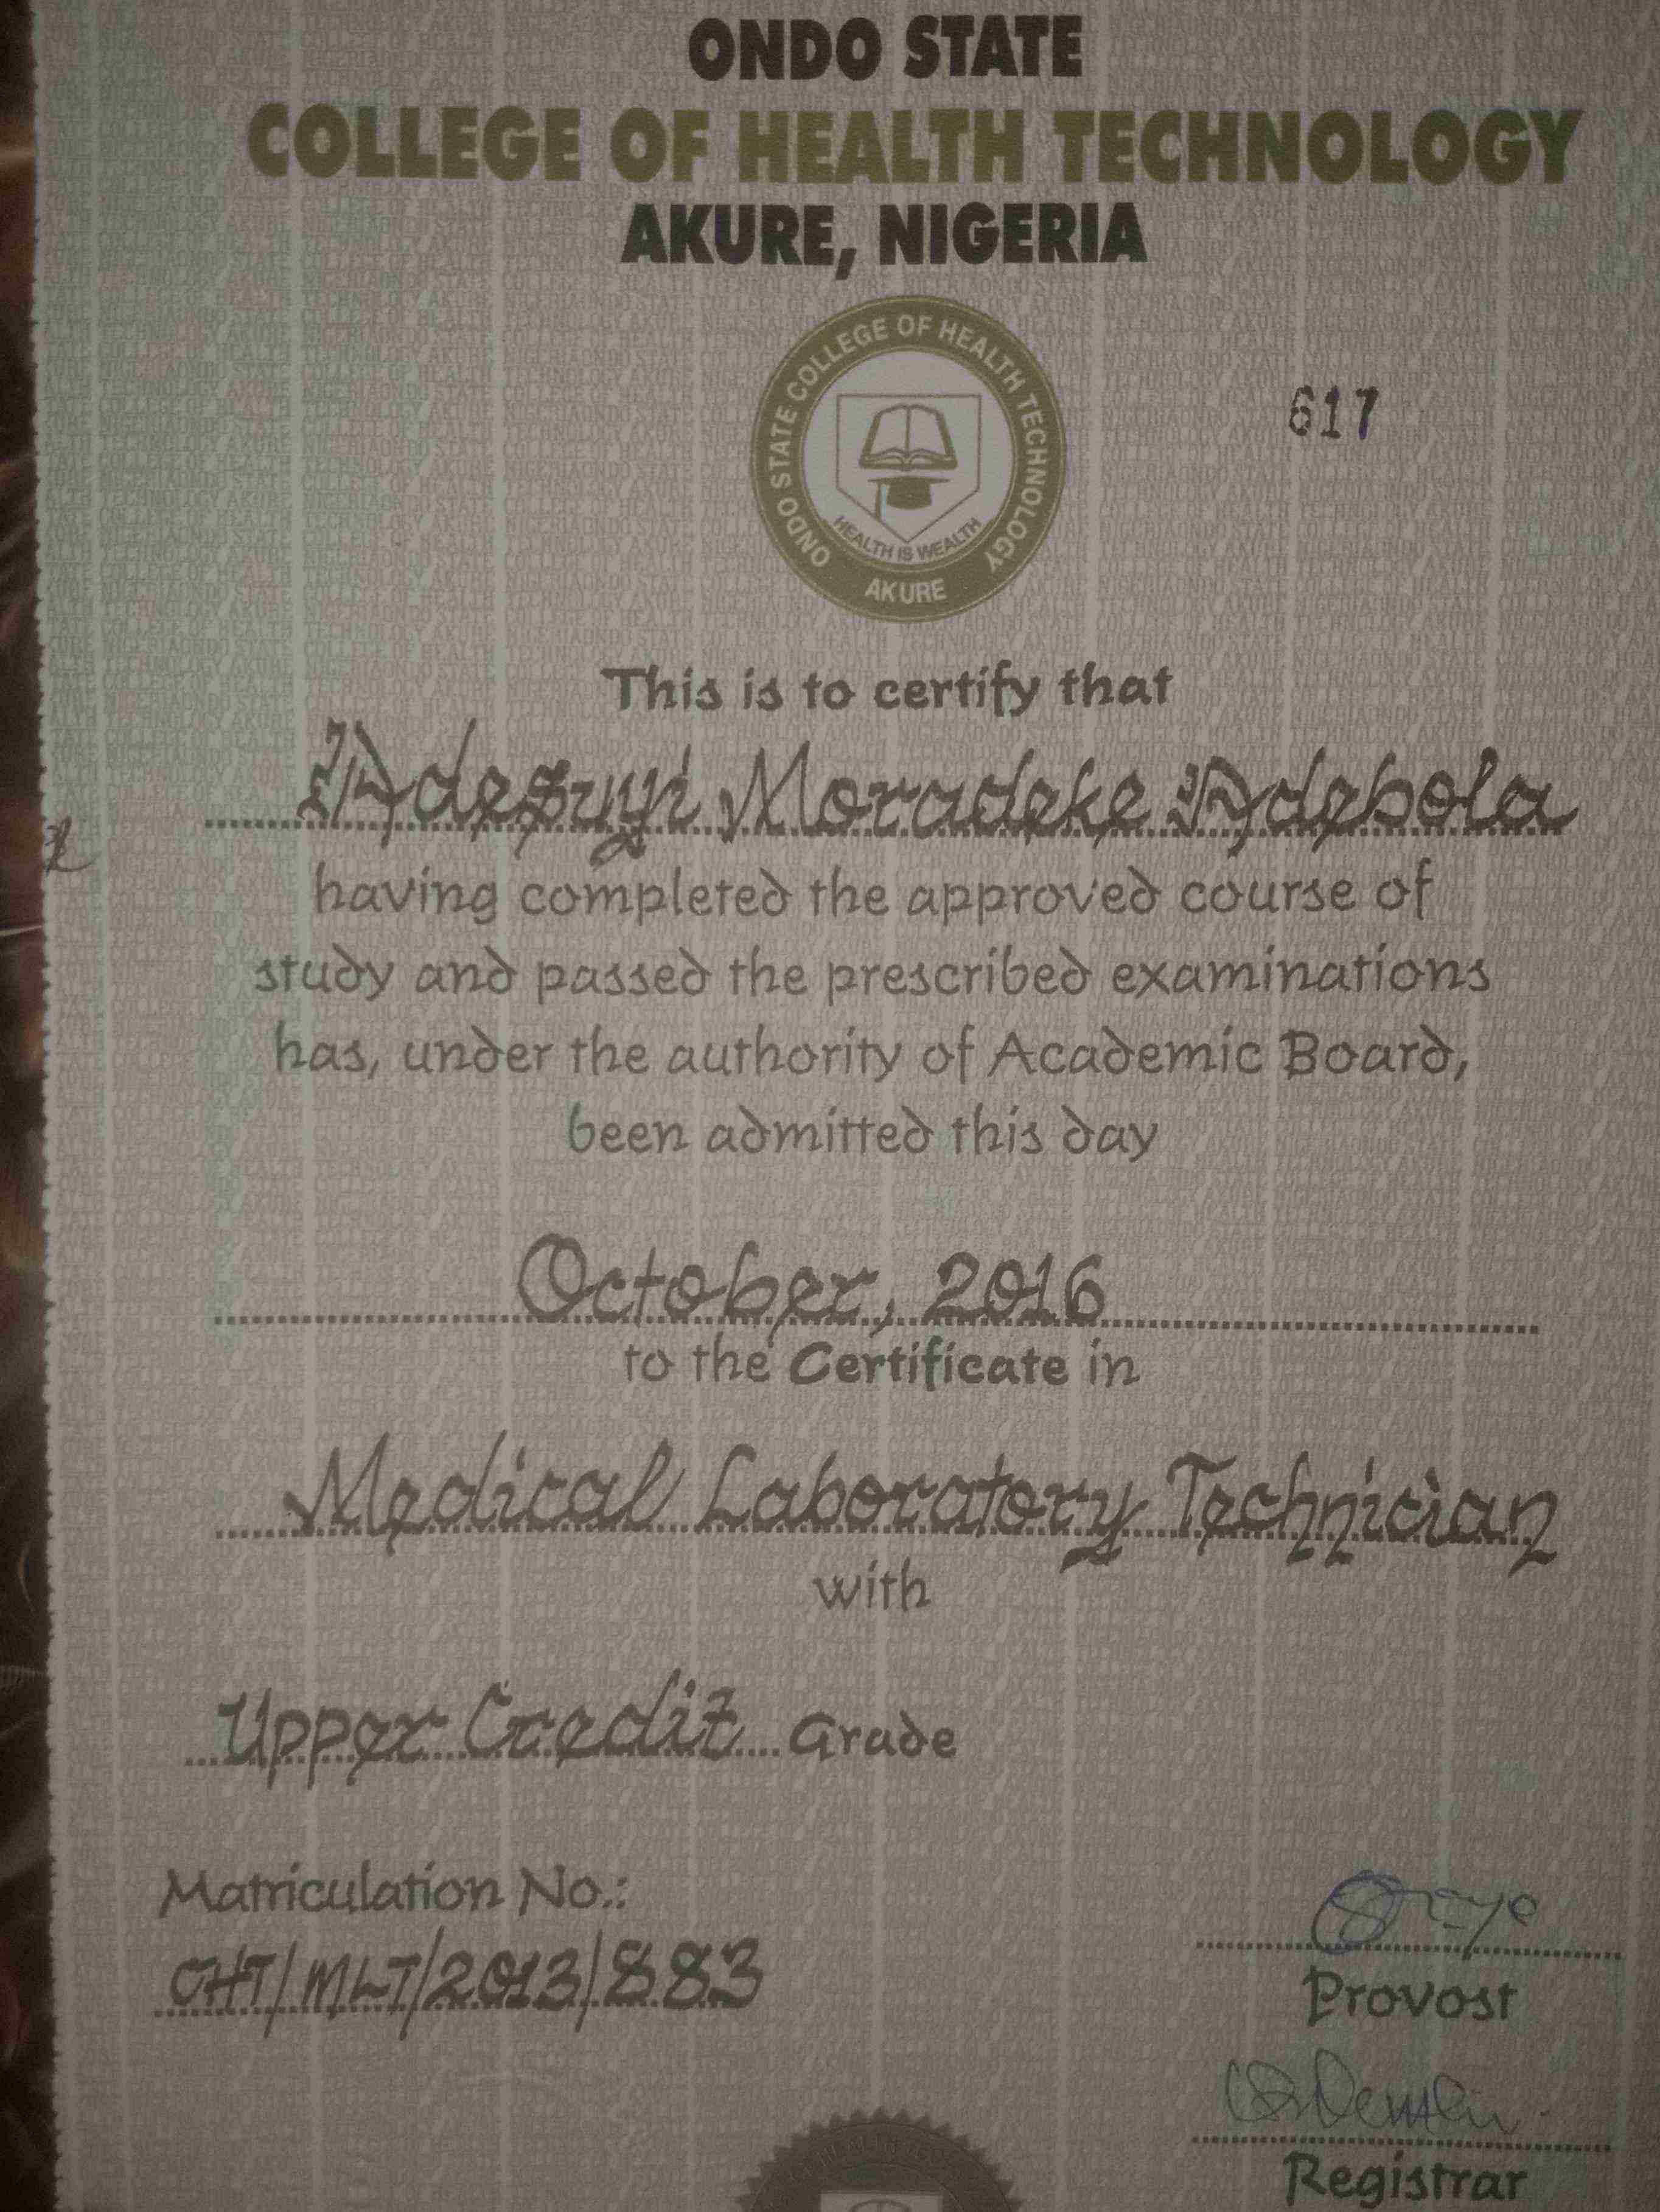 ONDO STATE
COLLEGE OF HEALTH TECHNOLOGY
AKURE, NIGERIA
ONDO STATE COLLEGE OF HEALTH TECHNOLOGY
HEALTH IS WEALTH
AKURE
617
This is to certify that
Adesuyi Moradeke Adebola
having completed the approved course of
study and passed the prescribed examinations
has, under the authority of Academic Board,
been admitted this day
October, 2016
to the Certificate in
Medical Laboratory Technician
with
Upper Credit Grade
Matriculation No.:
CHT/MLT/2013/883
Provost
Registrar